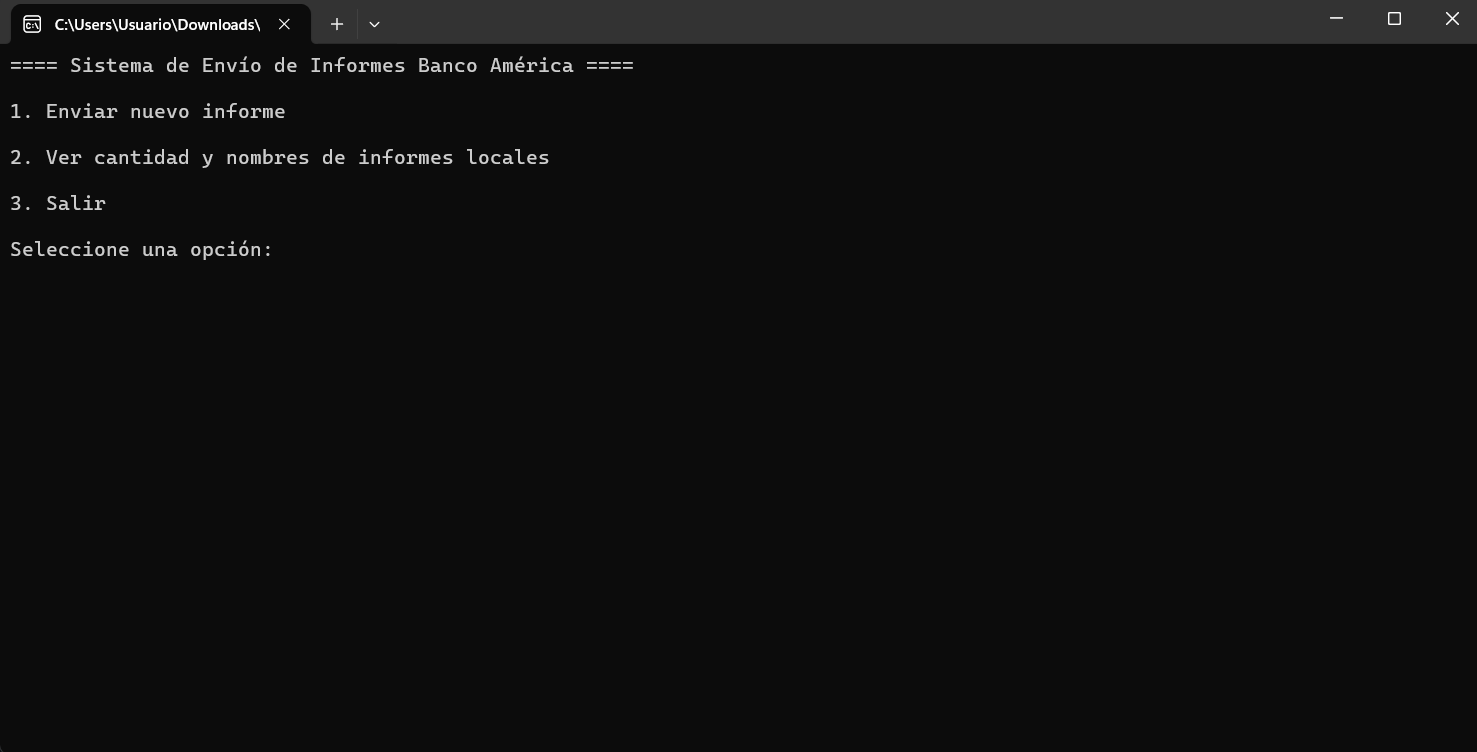 C:\Users\Usuario\Downloads\
==== Sistema de Envío de Informes Banco América ====
1. Enviar nuevo informe
2. Ver cantidad y nombres de informes locales
3. Salir
Seleccione una opción: